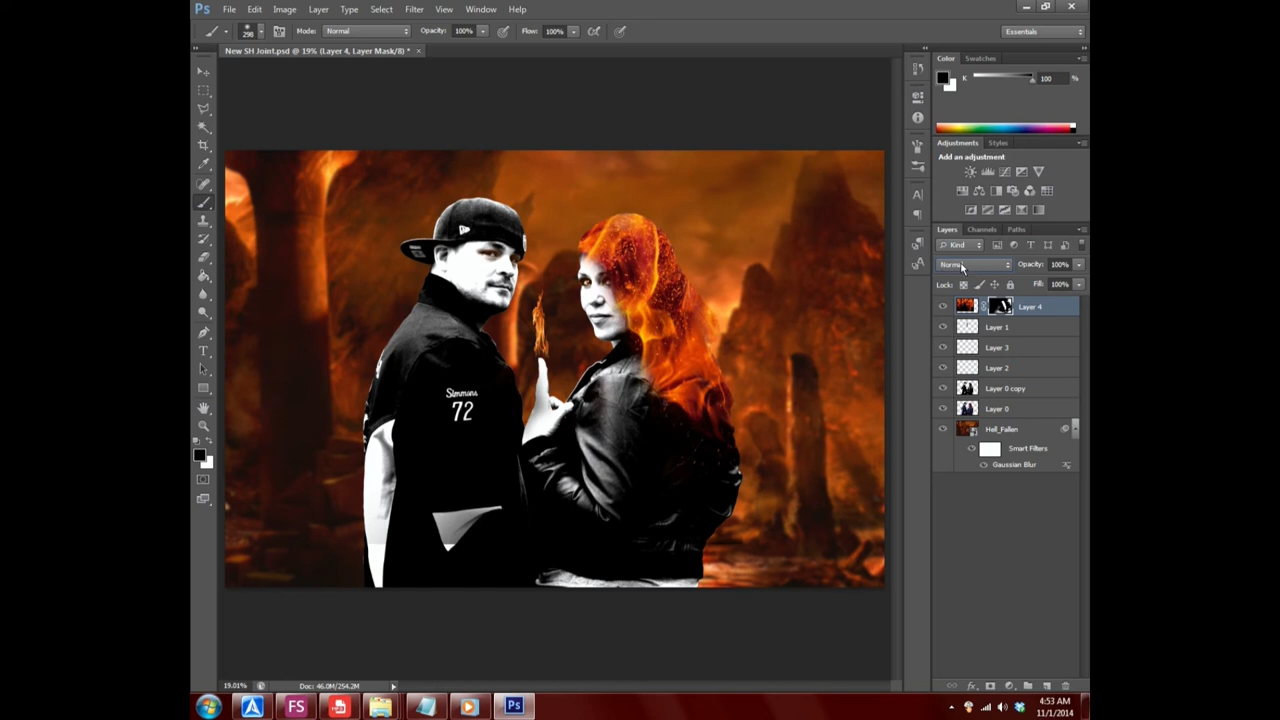 Ps File Edit Image Layer Type Select Filter View Window Help
298 Mode: Normal Opacity: 100% Flow: 100% Essentials
New SH Joint.psd @ 19% (Layer 4, Layer Mask/8) * ×
Color Swatches
K 100 %
Adjustments Styles
Add an adjustment
Layers Channels Paths
Kind
Normal Opacity: 100%
Lock: Fill: 100%
Layer 4
Layer 1
Layer 3
Layer 2
Layer 0 copy
Layer 0
Hell_Fallen
Smart Filters
Gaussian Blur
Simmons
72
19.01% Doc: 46.0M/254.2M
FS Ps
4:53 AM
11/1/2014